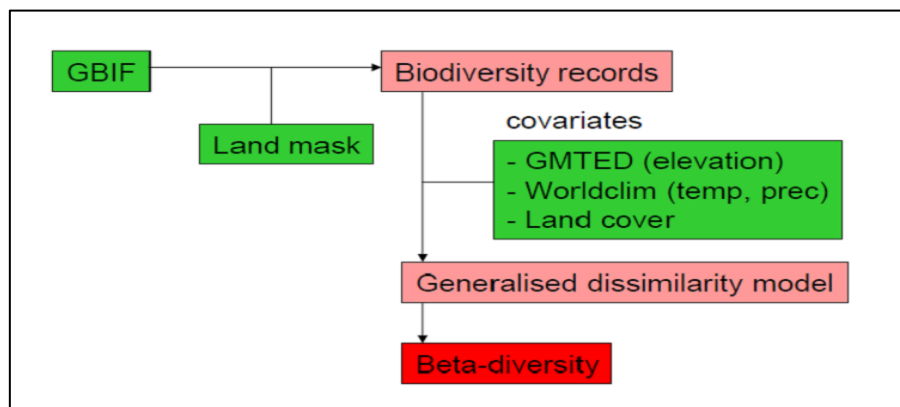 GBIF
Biodiversity records
Land mask
covariates
- GMTED (elevation)
- Worldclim (temp, prec)
- Land cover
Generalised dissimilarity model
Beta-diversity